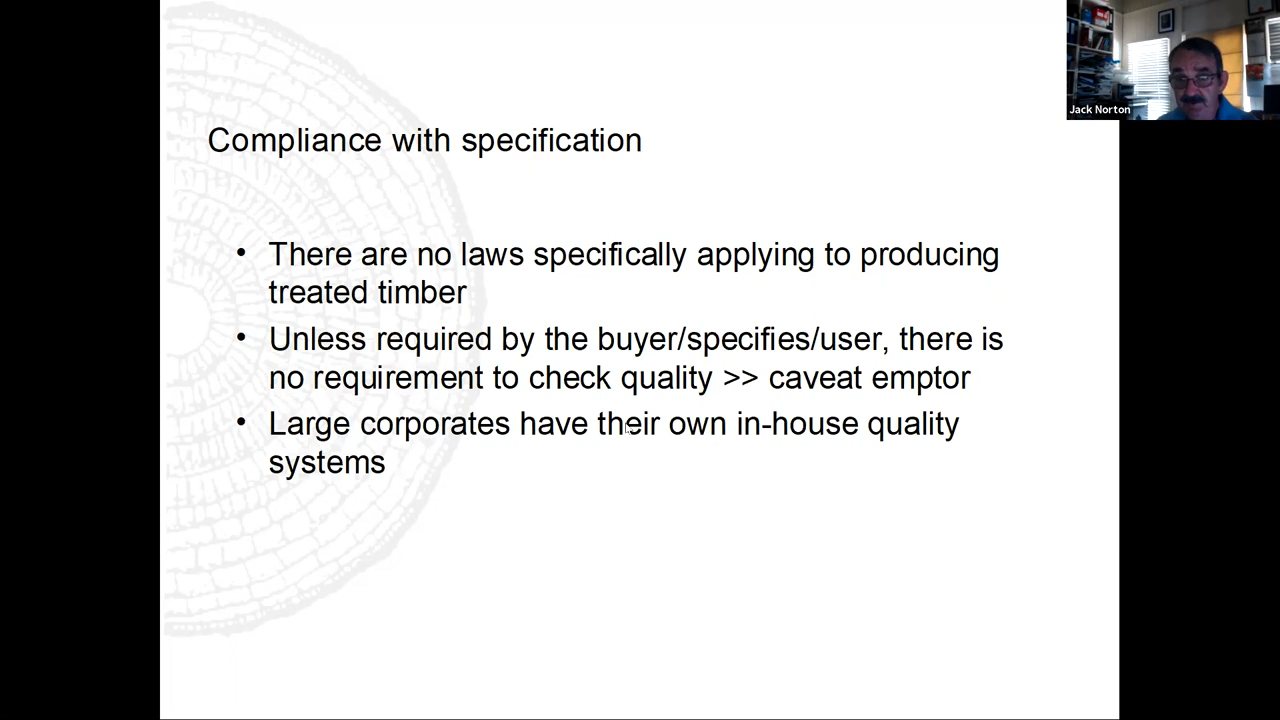 Jack Norton
Compliance with specification
• There are no laws specifically applying to producing
treated timber
• Unless required by the buyer/specifies/user, there is
no requirement to check quality >> caveat emptor
• Large corporates have their own in-house quality
systems